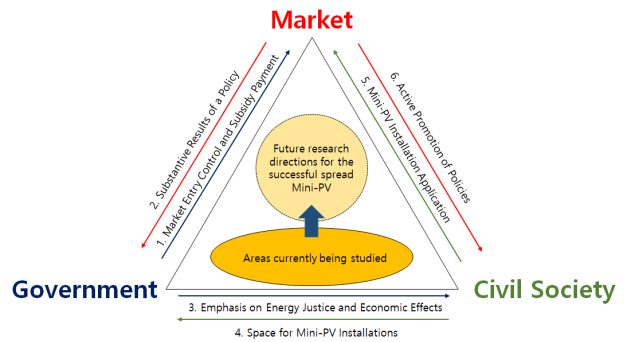 Market
2. Substantive Results of a Policy
1. Market Entry Control and Subsidy Payment
6. Active Promotion of Policies
5. Mini-PV Installation Application
Future research
directions for the
successful spread
Mini-PV
Areas currently being studied
Government
Civil Society
3. Emphasis on Energy Justice and Economic Effects
4. Space for Mini-PV Installations